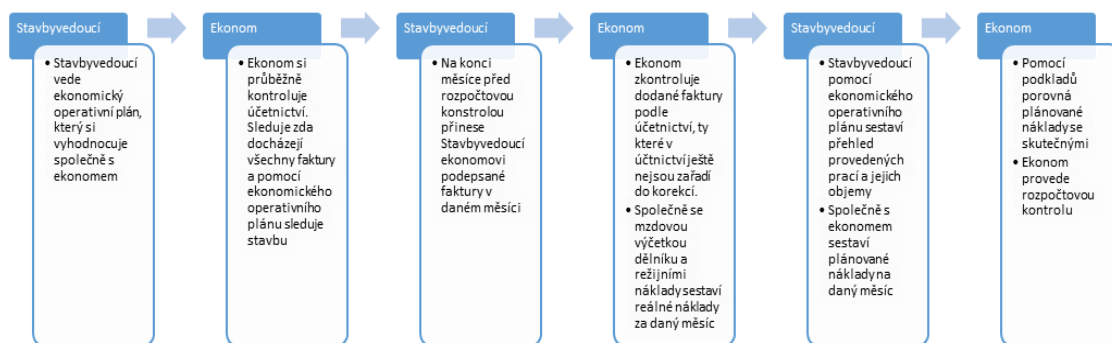 Stavbyvedoucí
• Stavbyvedoucí
vede
ekonomický
operativní plán,
který si
vyhodnocuje
společně s
ekonomem
Ekonom
• Ekonom si
průběžně
kontroluje
účetnictví.
Sleduje zda
docházejí
všechny faktury
a pomocí
ekonomického
operativního
plánu sleduje
stavbu
Stavbyvedoucí
• Na konci
měsíce před
rozpočtovou
konstrolou
přinese
Stavbyvedoucí
ekonomovi
podepsané
faktury v
daném měsíci
Ekonom
• Ekonom
zkontroluje
dodané faktury
podle
účetnictví, ty
které v
účtnictví ještě
nejsou zařadí
do korekcí.
• Společně se
mzdovou
výčetkou
dělníku a
režijními
náklady sestaví
reálné náklady
za daný měsíc
Stavbyvedoucí
• Stavbyvedoucí
pomocí
ekonomického
operativního
plánu sestaví
přehled
provedených
prací a jejich
objemy
• Společně s
ekonomem
sestaví
plánované
náklady na
daný měsíc
Ekonom
• Pomocí
podkladů
porovná
plánované
náklady se
skutečnými
• Ekonom
provede
rozpočtovou
kontrolu